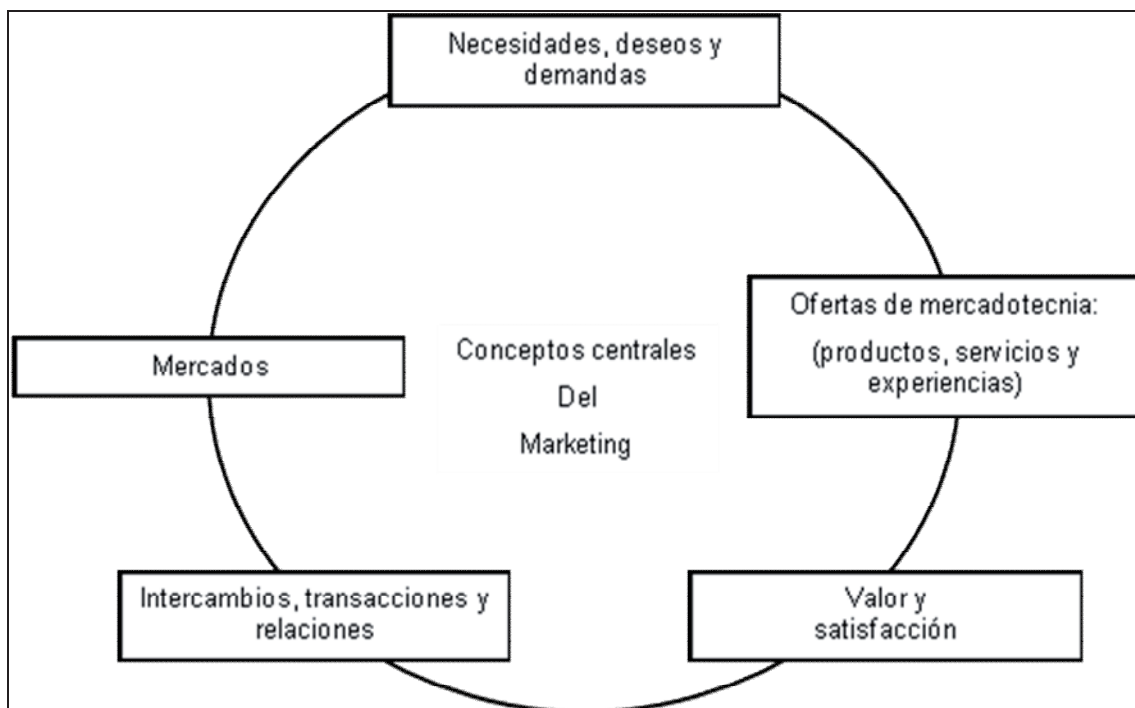 Necesidades, deseos y
demandas
Ofertas de mercadotecnia:
(productos, servicios y
experiencias)
Mercados
Conceptos centrales
Del
Marketing
Intercambios, transacciones y
relaciones
Valor y
satisfacción